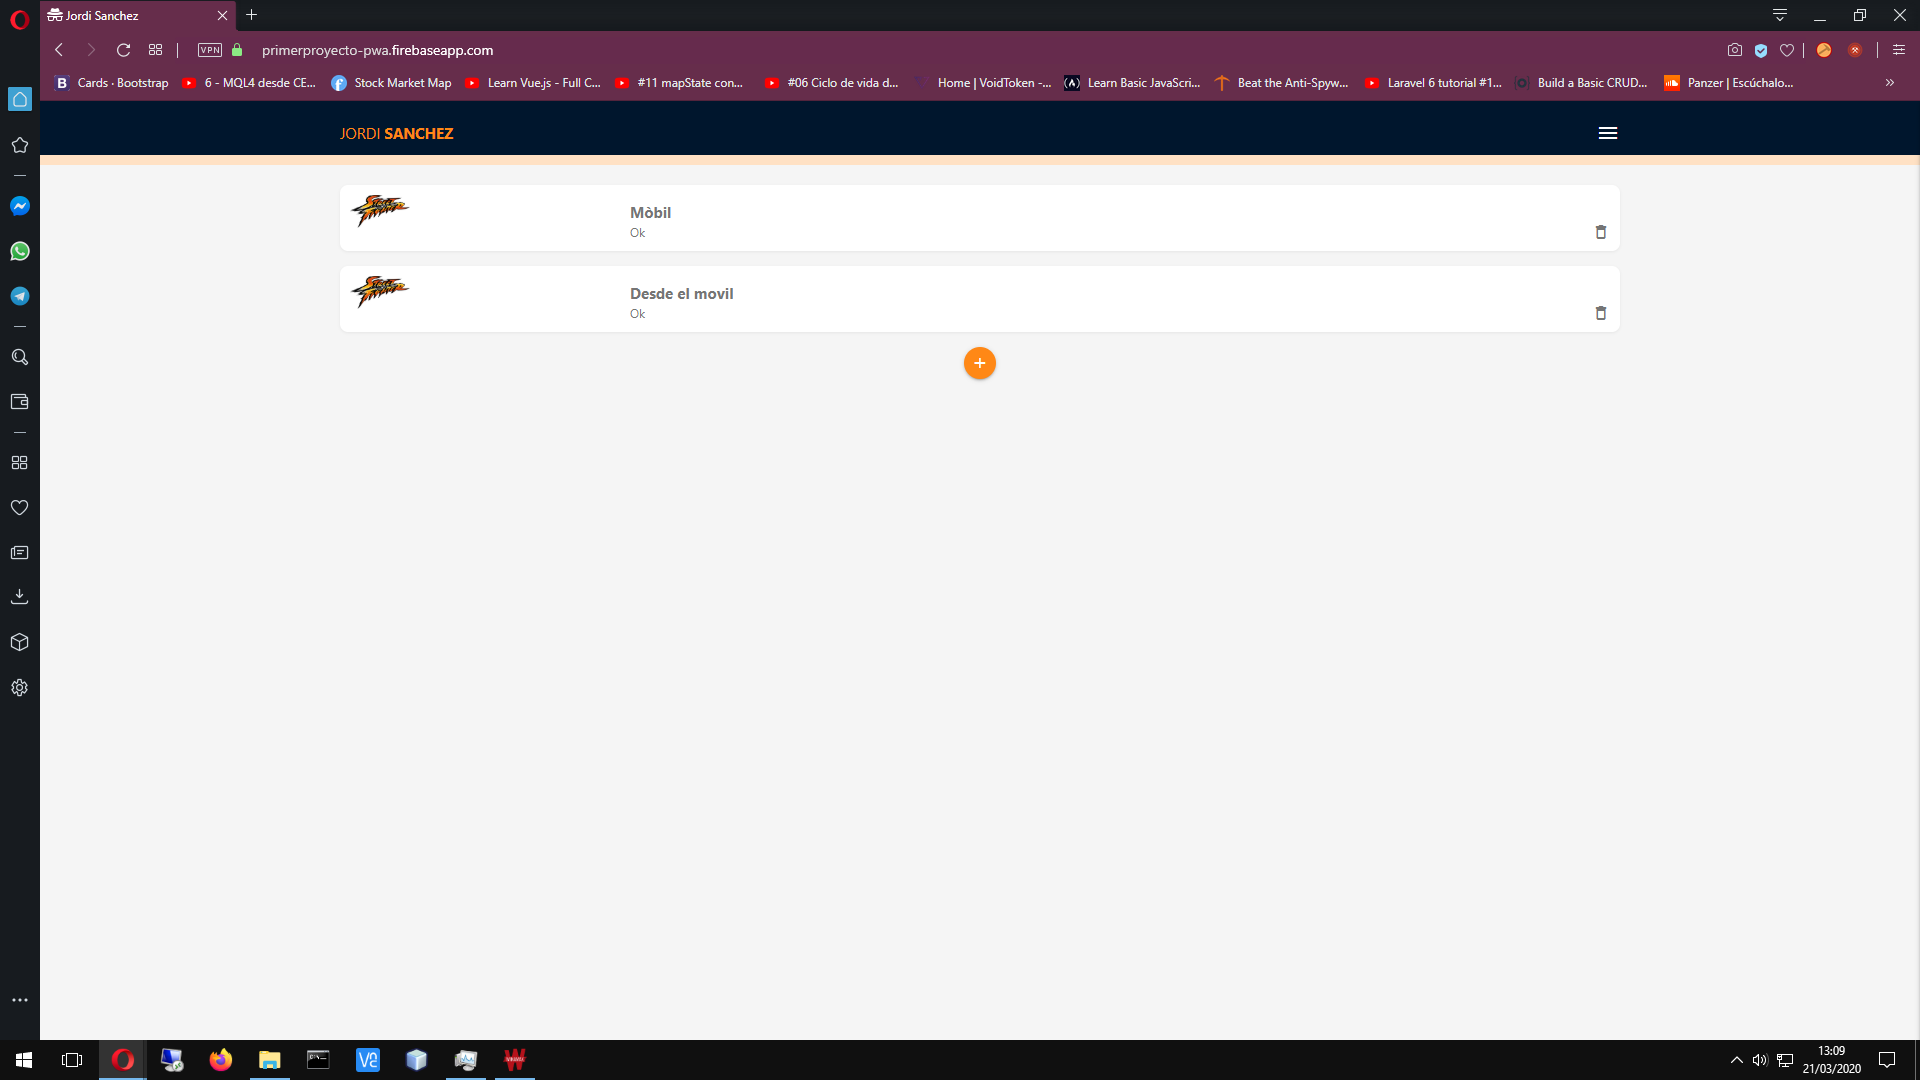 Jordi Sanchez
VPN
primerproyecto-pwa.firebaseapp.com
Cards · Bootstrap
6 - MQL4 desde CE...
Stock Market Map
Learn Vue.js - Full C...
#11 mapState con...
#06 Ciclo de vida d...
Home | VoidToken -...
Learn Basic JavaScri...
Beat the Anti-Spyw...
Laravel 6 tutorial #1...
Build a Basic CRUD...
Panzer | Escúchalo...
JORDI SANCHEZ
Mòbil
Ok
Desde el movil
Ok
13:09
21/03/2020